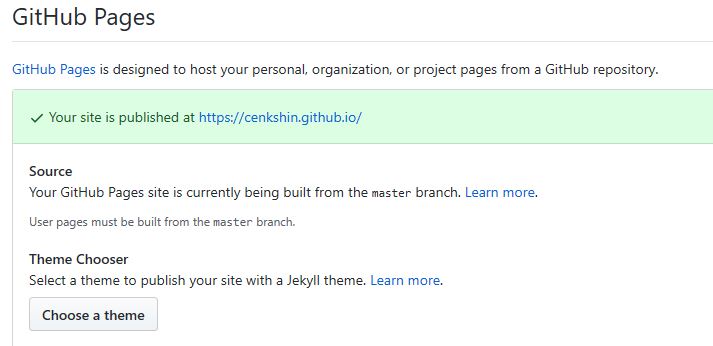 GitHub Pages
GitHub Pages is designed to host your personal, organization, or project pages from a GitHub repository.
Your site is published at https://cenkshin.github.io/
Source
Your GitHub Pages site is currently being built from the master branch. Learn more.
User pages must be built from the master branch.
Theme Chooser
Select a theme to publish your site with a Jekyll theme. Learn more.
Choose a theme